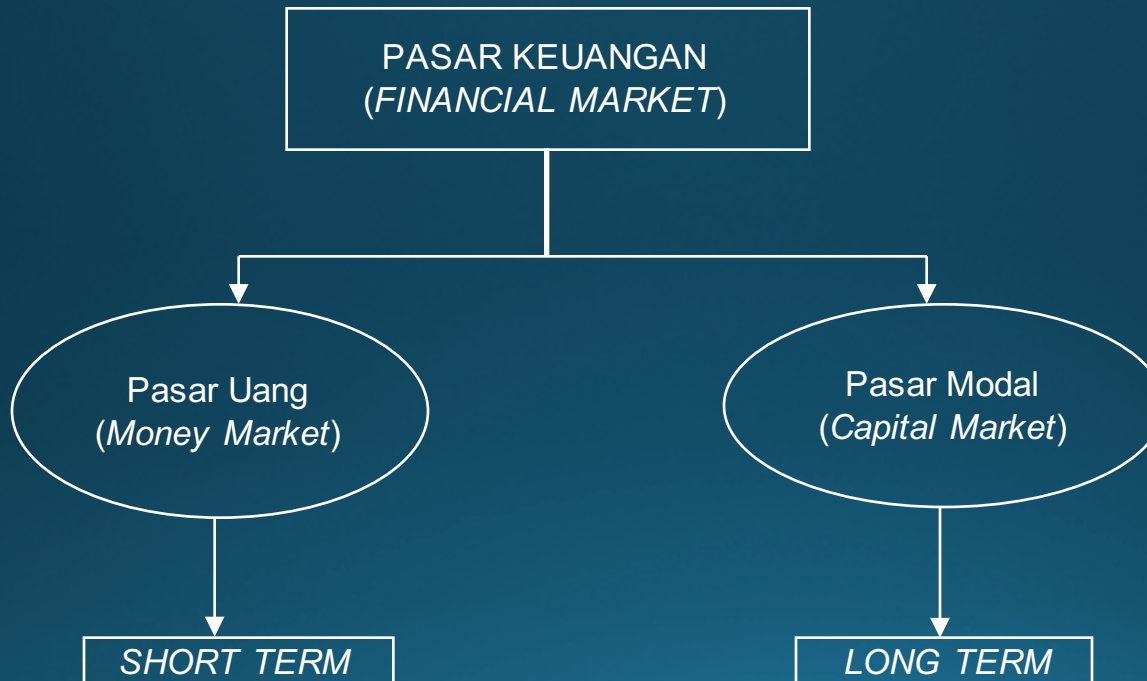 PASAR KEUANGAN
(FINANCIAL MARKET)
Pasar Uang
(Money Market)
Pasar Modal
(Capital Market)
SHORT TERM
LONG TERM